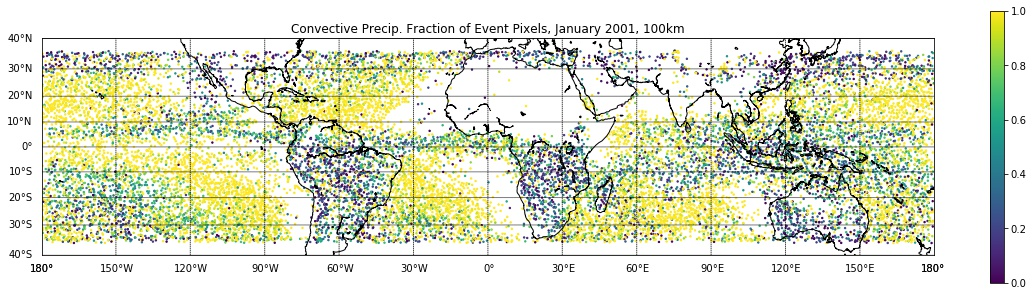 Convective Precip. Fraction of Event Pixels, January 2001, 100km
40°N
30°N
20°N
10°N
0°
10°S
20°S
30°S
40°S
180° 150°W 120°W 90°W 60°W 30°W 0° 30°E 60°E 90°E 120°E 150°E 180°
1.0
0.8
0.6
0.4
0.2
0.0